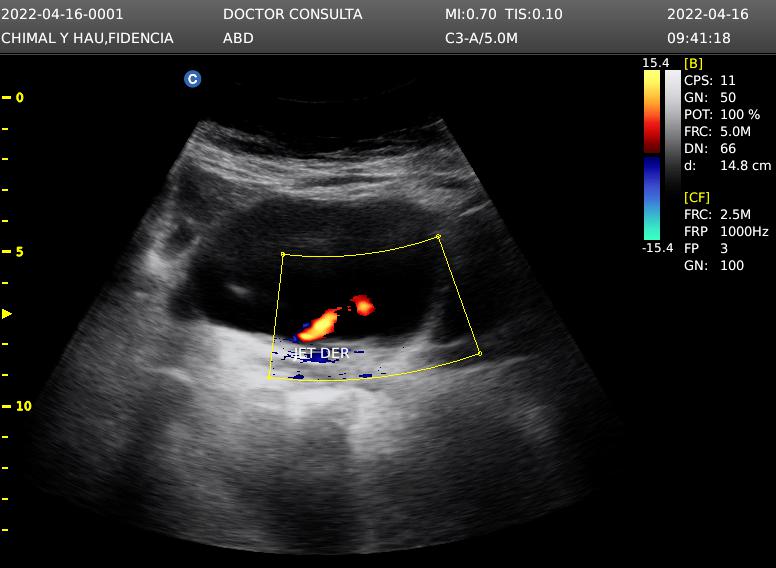 2022-04-16-0001 DOCTOR CONSULTA MI:0.70 TIS:0.10 2022-04-16
CHIMAL Y HAU,FIDENCIA ABD C3-A/5.0M 09:41:18
C
15.4 [B]
CPS: 11
GN: 50
POT: 100 %
FRC: 5.0M
DN: 66
d: 14.8 cm
[CF]
FRC: 2.5M
FRP 1000Hz
-15.4 FP 3
GN: 100
0
5
10
JET DER